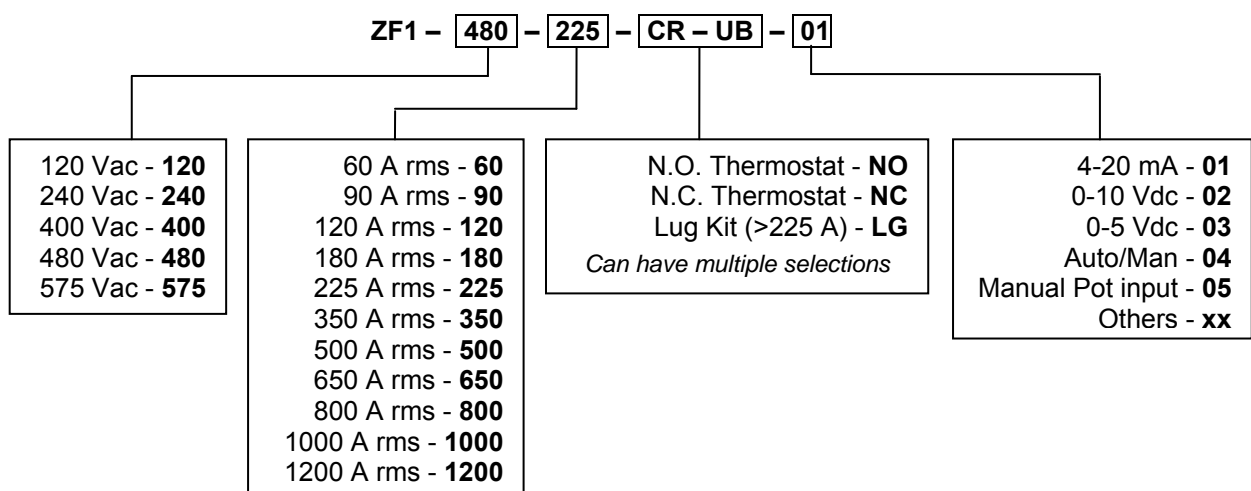 ZF1 – 480 – 225 – CR – UB – 01
120 Vac - 120
240 Vac - 240
400 Vac - 400
480 Vac - 480
575 Vac - 575
60 A rms - 60
90 A rms - 90
120 A rms - 120
180 A rms - 180
225 A rms - 225
350 A rms - 350
500 A rms - 500
650 A rms - 650
800 A rms - 800
1000 A rms - 1000
1200 A rms - 1200
N.O. Thermostat - NO
N.C. Thermostat - NC
Lug Kit (>225 A) - LG
Can have multiple selections
4-20 mA - 01
0-10 Vdc - 02
0-5 Vdc - 03
Auto/Man - 04
Manual Pot input - 05
Others - xx